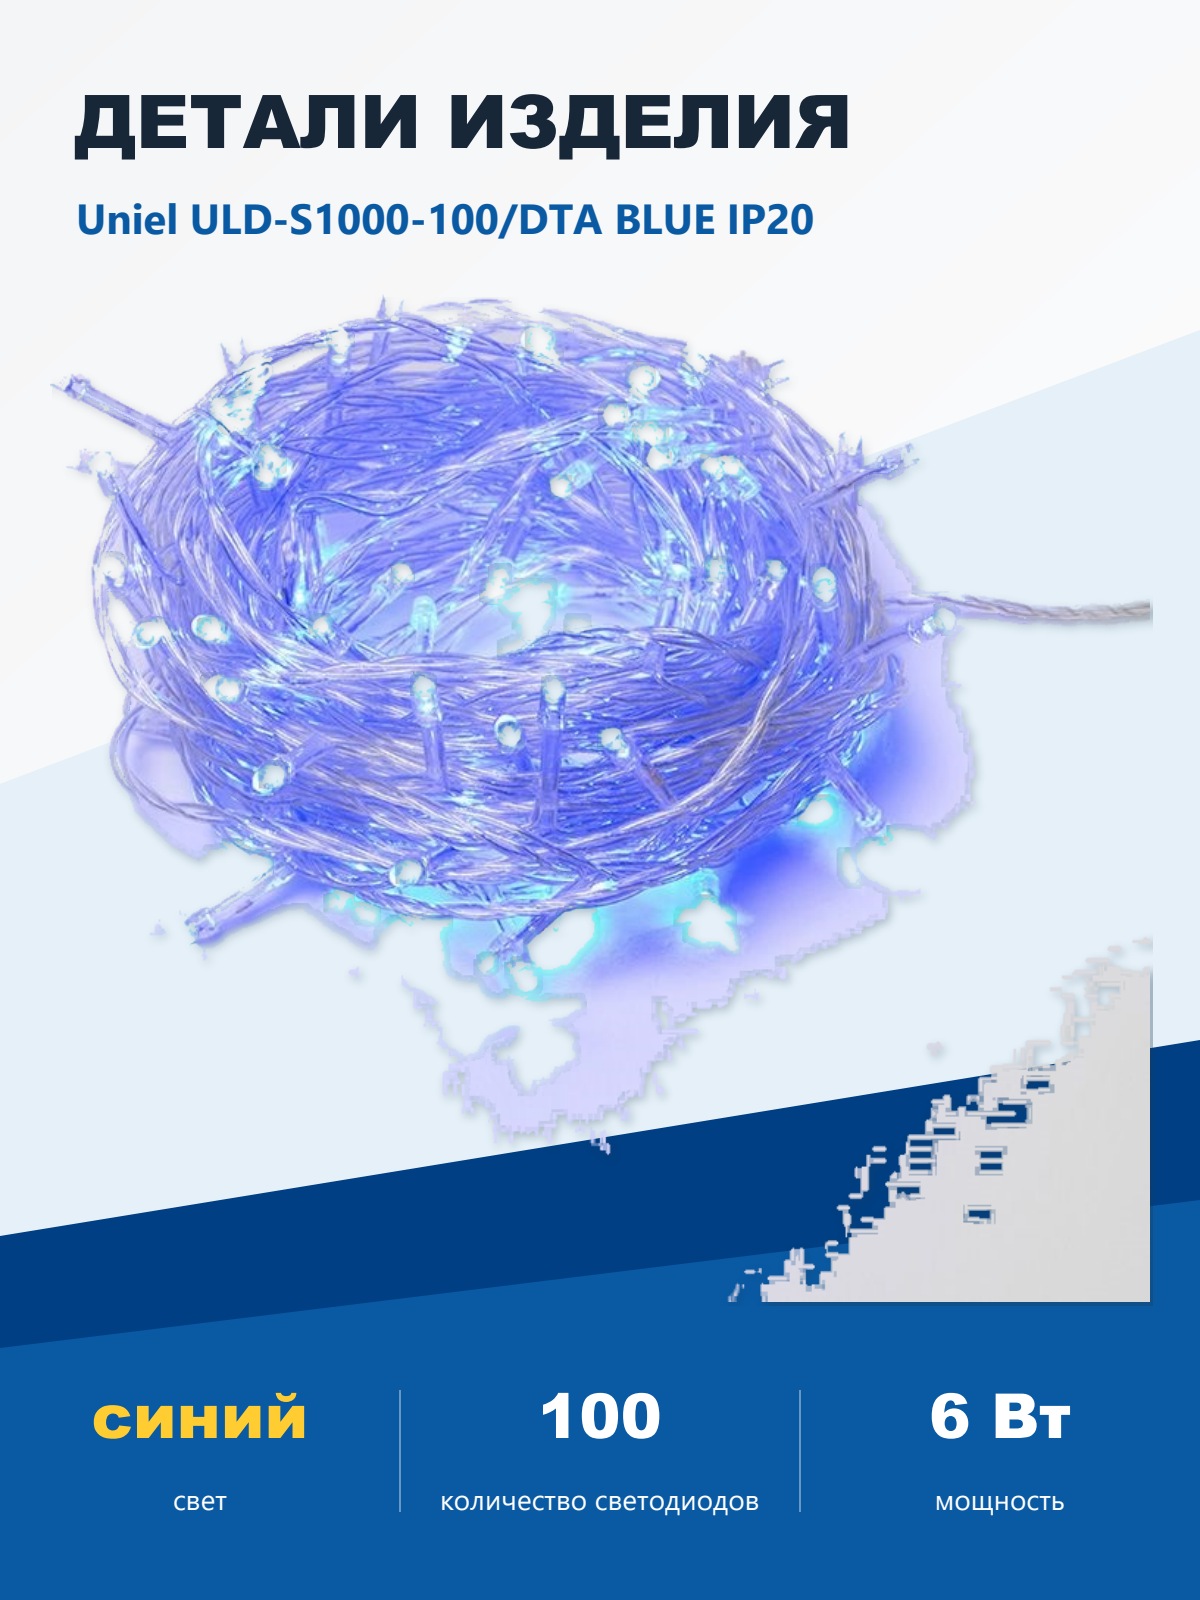 ДЕТАЛИ ИЗДЕЛИЯ
Uniel ULD-S1000-100/DTA BLUE IP20
синий
свет
100
количество светодиодов
6 Вт
мощность